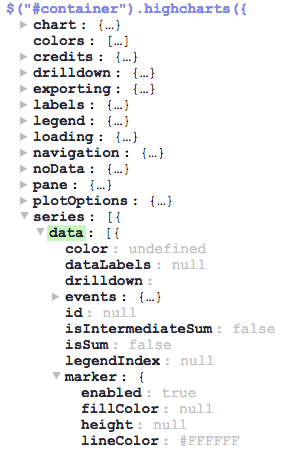 $("#container").highcharts({
chart: {…}
colors: […]
credits: {…}
drilldown: {…}
exporting: {…}
labels: {…}
legend: {…}
loading: {…}
navigation: {…}
noData: {…}
pane: {…}
plotOptions: {…}
series: [{
data: [{
color: undefined
dataLabels: null
drilldown:
events: {…}
id: null
isIntermediateSum: false
isSum: false
legendIndex: null
marker: {
enabled: true
fillColor: null
height: null
lineColor: #FFFFFF